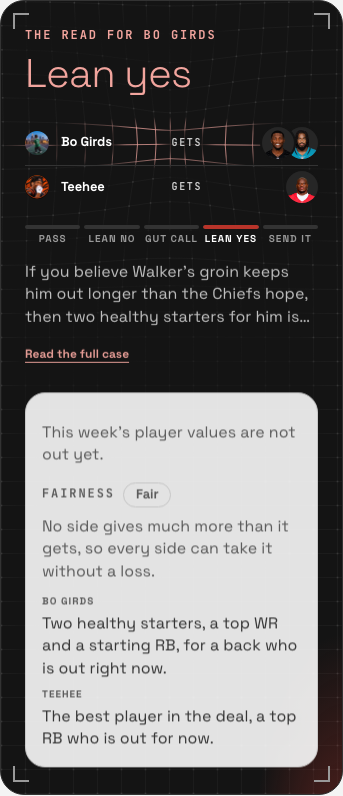 THE READ FOR BO GIRDS
Lean yes
Bo Girds GETS
Teehee GETS
PASS LEAN NO GUT CALL LEAN YES SEND IT
If you believe Walker's groin keeps
him out longer than the Chiefs hope,
then two healthy starters for him is...
Read the full case
This week's player values are not
out yet.
FAIRNESS Fair
No side gives much more than it
gets, so every side can take it
without a loss.
BO GIRDS
Two healthy starters, a top WR
and a starting RB, for a back who
is out right now.
TEEHEE
The best player in the deal, a top
RB who is out for now.